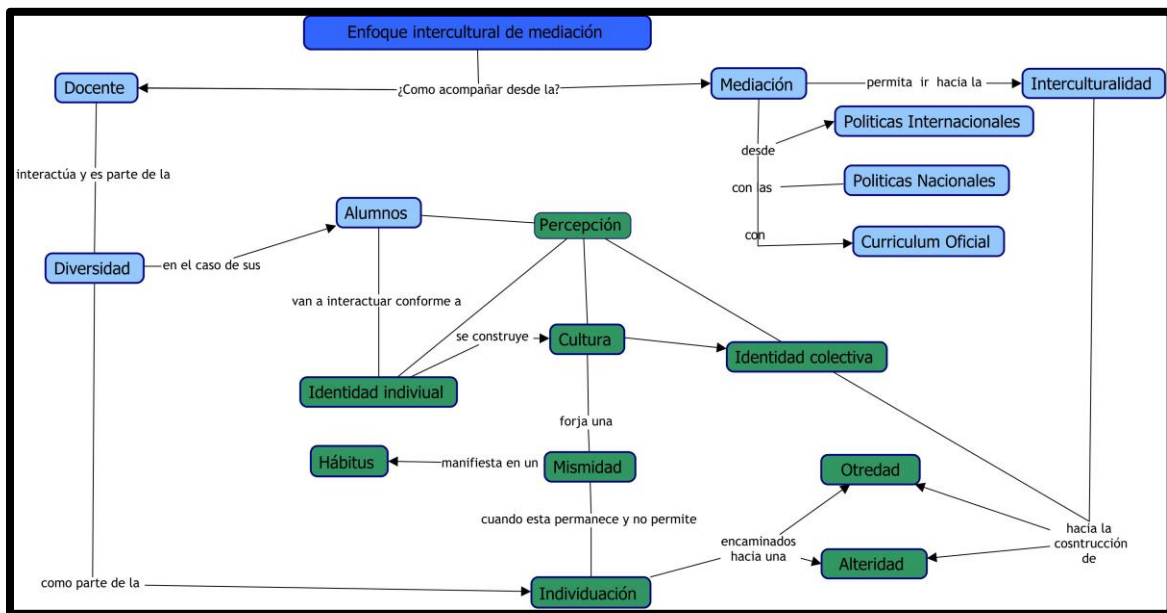 Enfoque intercultural de mediación
Docente
¿Como acompañar desde la?
Mediación
permita ir hacia la
Interculturalidad
Politicas Internacionales
desde
interactúa y es parte de la
con las
Politicas Nacionales
Alumnos
Percepción
con
Curriculum Oficial
Diversidad
en el caso de sus
van a interactuar conforme a
se construye
Cultura
Identidad colectiva
Identidad indiviual
forja una
Hábitus
manifiesta en un
Mismidad
Otredad
cuando esta permanece y no permite
encaminados
hacia una
hacia la
cosntrucción
de
Alteridad
como parte de la
Individuación